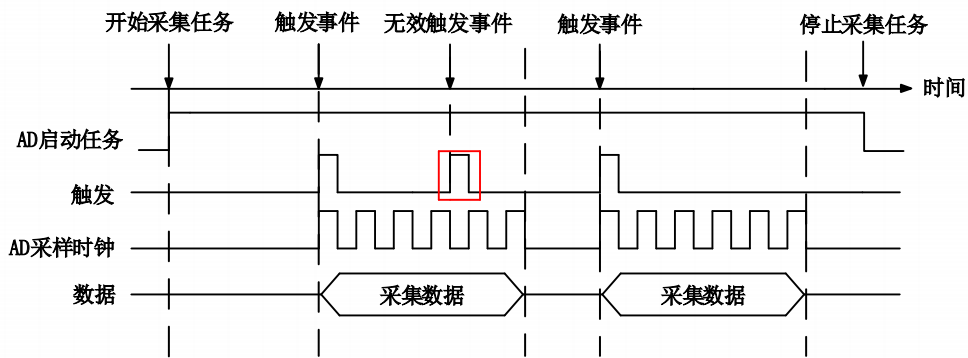 开始采集任务 触发事件 无效触发事件 触发事件 停止采集任务
时间
AD启动任务
触发
AD采样时钟
数据 采集数据 采集数据